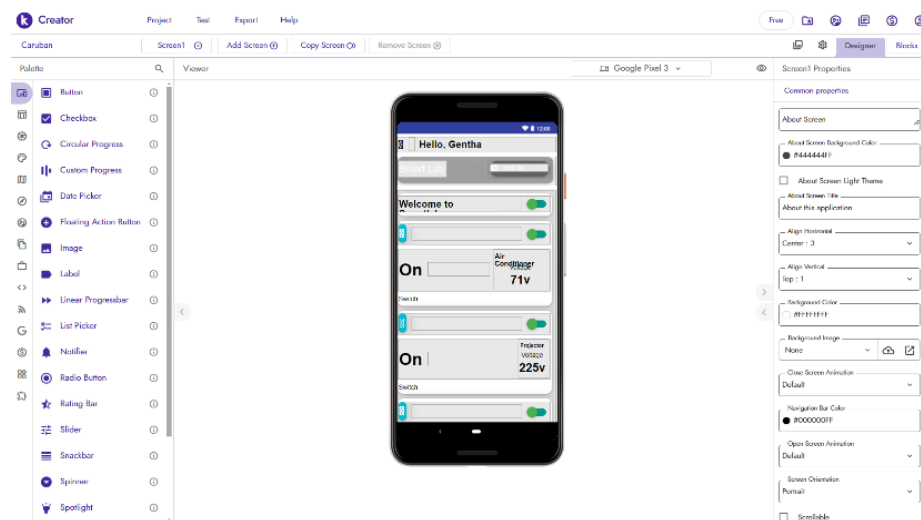 Creator
Project
Test
Export
Help
Free
Caruban
Screen1
Add Screen
Copy Screen
Remove Screen
Designer
Blocks
Palette
Viewer
Google Pixel 3
Screen1 Properties
Button
Checkbox
Circular Progress
Custom Progress
Date Picker
Floating Action Button
Image
Label
Linear Progressbar
List Picker
Notifier
Radio Button
Rating Bar
Slider
Snackbar
Spinner
Spotlight
12:00
Hello, Gentha
Smart Lab
Welcome to
On
Air
Conditioner
Voltage
71v
Switch
On
Projector
Voltage
225v
Switch
Common properties
About Screen
About Screen Background Color
#444444FF
About Screen Light Theme
About Screen Title
About this application
Align Horizontal
Center : 3
Align Vertical
Top : 1
Background Color
#FFFFFFFF
Background Image
None
Close Screen Animation
Default
Navigation Bar Color
#000000FF
Open Screen Animation
Default
Screen Orientation
Portrait
Scrollable